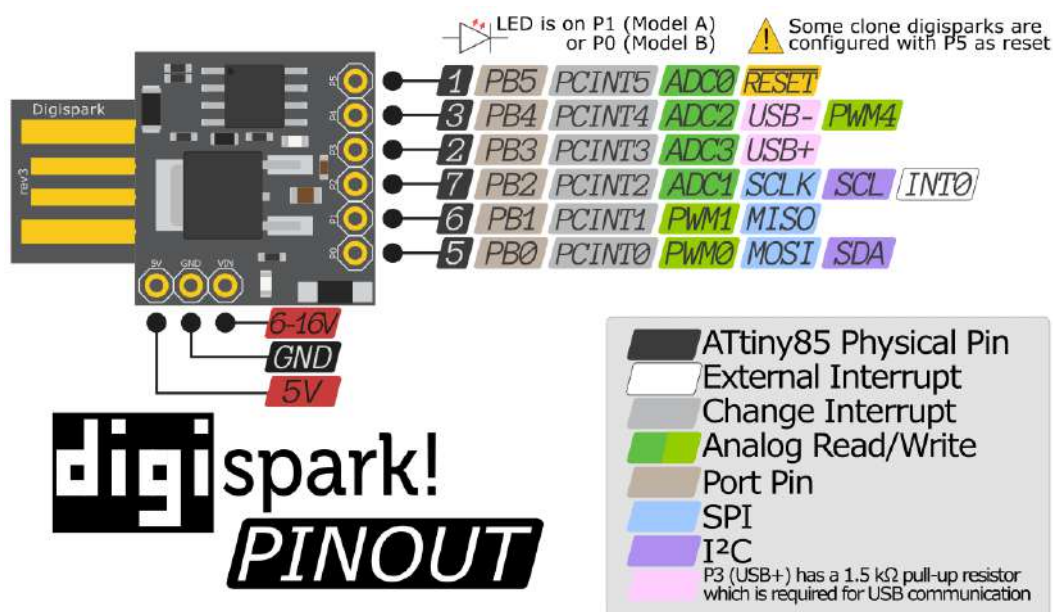 LED is on P1 (Model A)
or P0 (Model B)
Some clone digisparks are
configured with P5 as reset
Digispark
rev3
P5
P4
P3
P2
P1
P0
5V GND VIN
1 PB5 PCINT5 ADC0 RESET
3 PB4 PCINT4 ADC2 USB- PWM4
2 PB3 PCINT3 ADC3 USB+
7 PB2 PCINT2 ADC1 SCLK SCL INT0
6 PB1 PCINT1 PWM1 MISO
5 PB0 PCINT0 PWM0 MOSI SDA
6-16V
GND
5V
digispark!
PINOUT
ATtiny85 Physical Pin
External Interrupt
Change Interrupt
Analog Read/Write
Port Pin
SPI
I²C
P3 (USB+) has a 1.5 kΩ pull-up resistor
which is required for USB communication